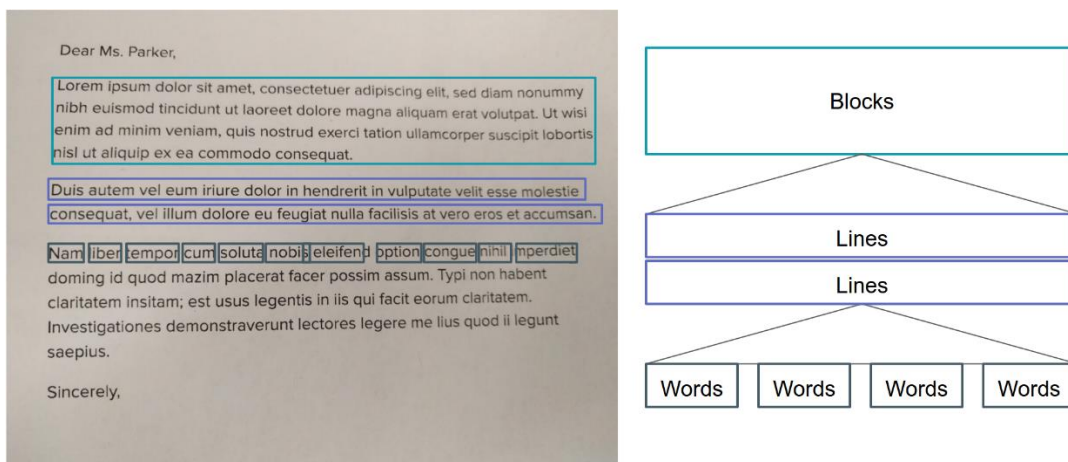 Dear Ms. Parker,
Lorem ipsum dolor sit amet, consectetuer adipiscing elit, sed diam nonummy
nibh euismod tincidunt ut laoreet dolore magna aliquam erat volutpat. Ut wisi
enim ad minim veniam, quis nostrud exerci tation ullamcorper suscipit lobortis
nisl ut aliquip ex ea commodo consequat.
Duis autem vel eum iriure dolor in hendrerit in vulputate velit esse molestie
consequat, vel illum dolore eu feugiat nulla facilisis at vero eros et accumsan.
Nam liber tempor cum soluta nobis eleifend option congue nihil imperdiet
doming id quod mazim placerat facer possim assum. Typi non habent
claritatem insitam; est usus legentis in iis qui facit eorum claritatem.
Investigationes demonstraverunt lectores legere me lius quod ii legunt
saepius.
Sincerely,
Blocks
Lines
Lines
Words Words Words Words